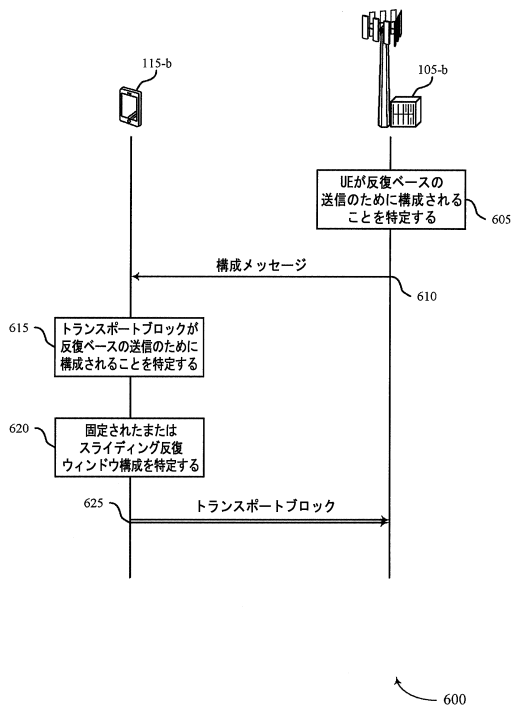 115-b
105-b
UEが反復ベースの
送信のために構成される
ことを特定する
605
構成メッセージ
610
615
トランスポートブロックが
反復ベースの送信のために
構成されることを特定する
620
固定されたまたは
スライディング反復
ウィンドウ構成を特定する
625
トランスポートブロック
600